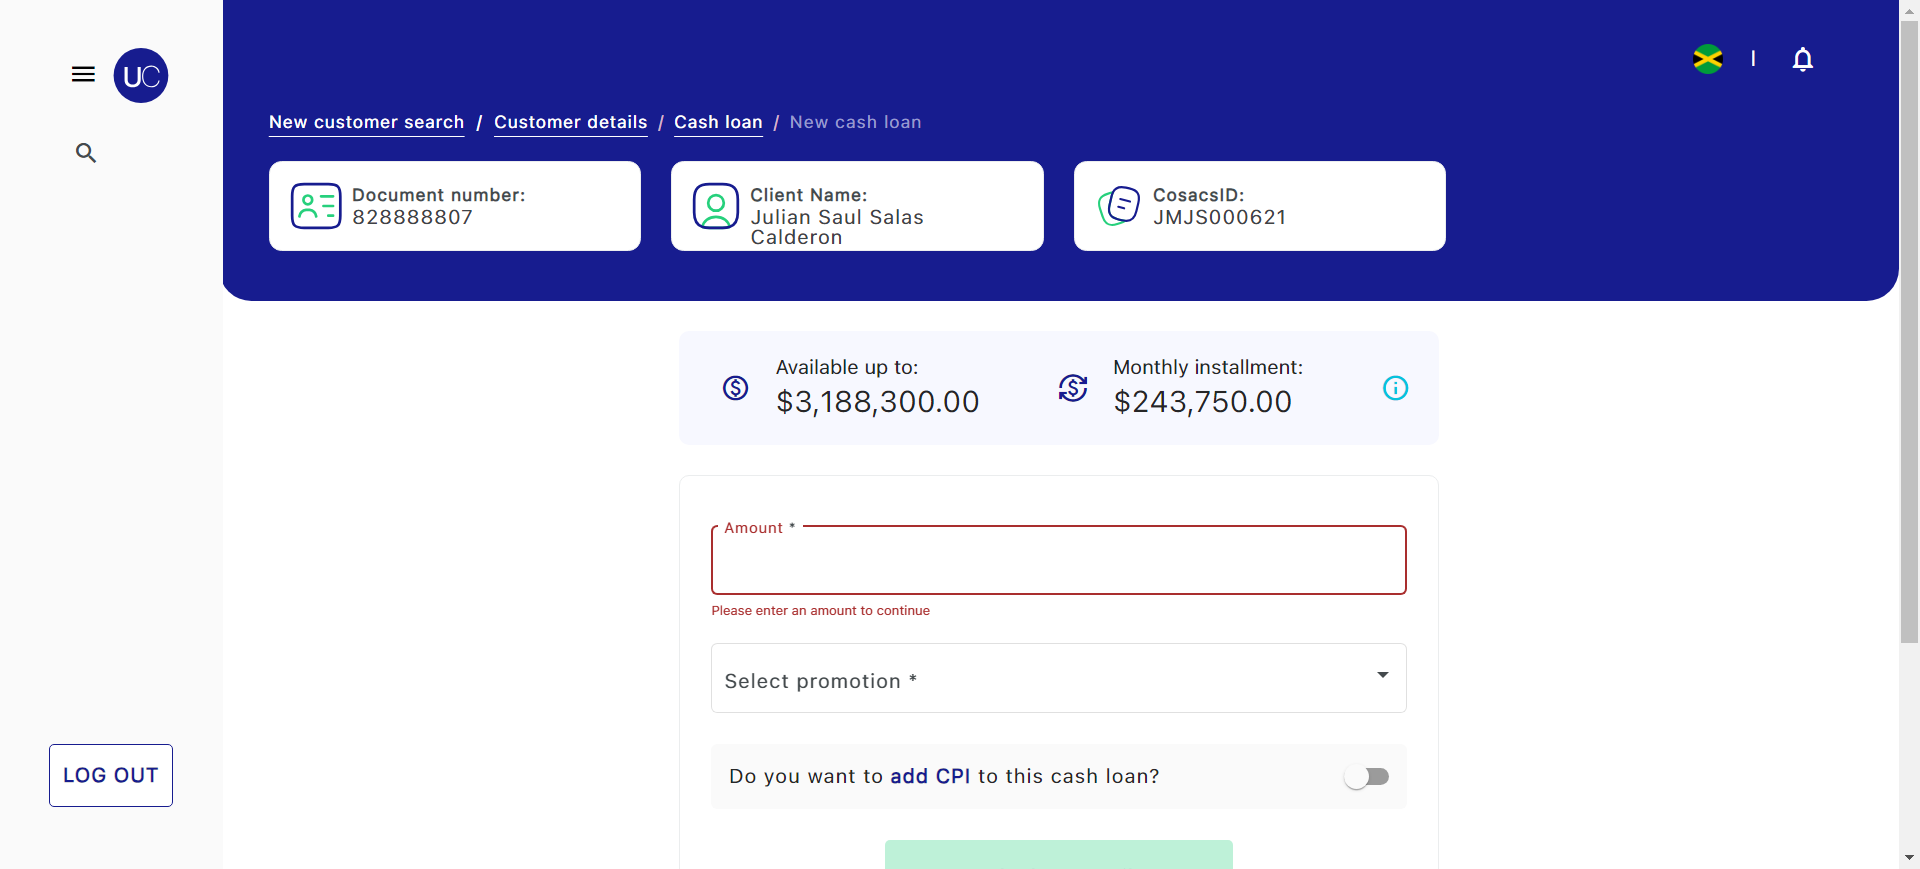 UC
New customer search / Customer details / Cash loan / New cash loan
Document number:
828888807
Client Name:
Julian Saul Salas
Calderon
CosacsID:
JMJS000621
Available up to:
$3,188,300.00
Monthly installment:
$243,750.00
Amount *
Please enter an amount to continue
Select promotion *
Do you want to add CPI to this cash loan?
LOG OUT